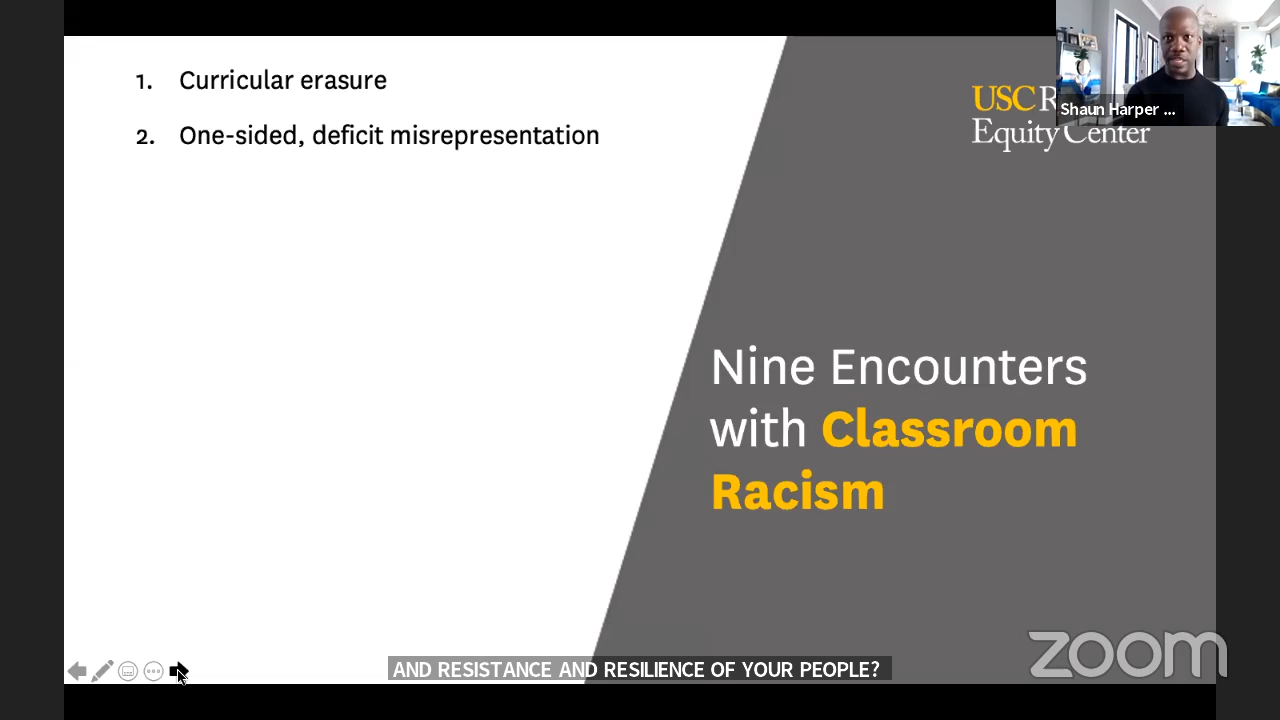 1. Curricular erasure
2. One-sided, deficit misrepresentation
USC R
Equity Center
Shaun Harper ...
Nine Encounters
with Classroom
Racism
AND RESISTANCE AND RESILIENCE OF YOUR PEOPLE?
zoom